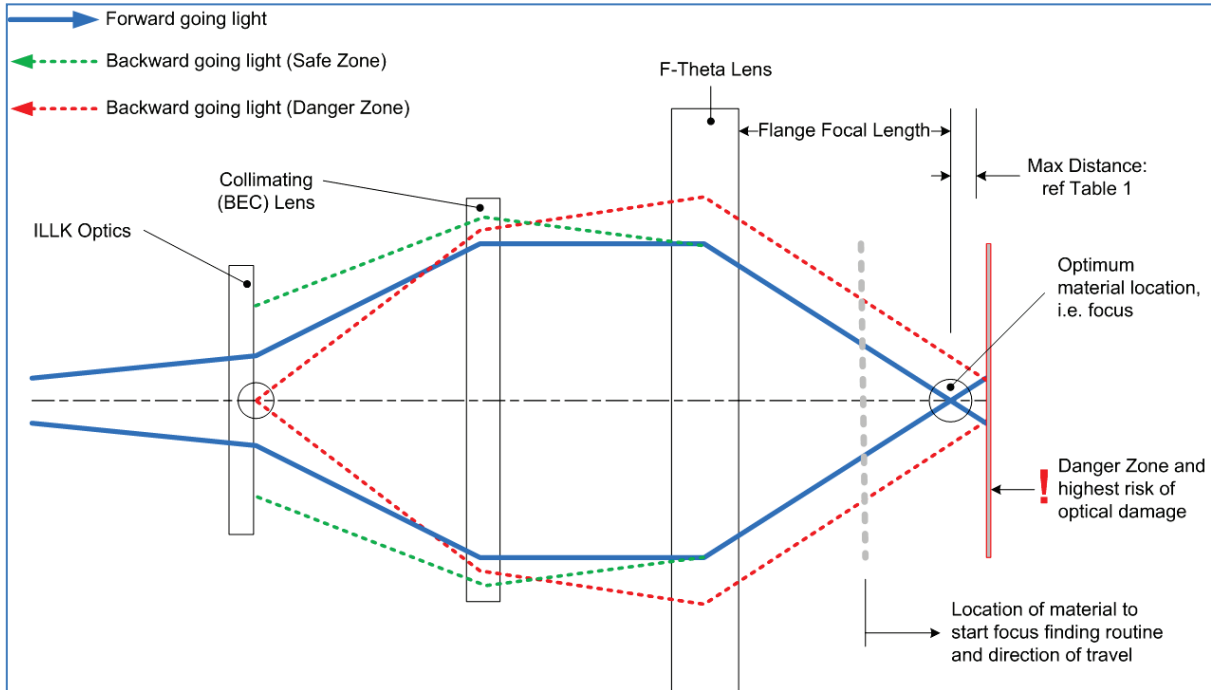 Forward going light
Backward going light (Safe Zone)
Backward going light (Danger Zone)
F-Theta Lens
Flange Focal Length
Max Distance:
ref Table 1
Collimating
(BEC) Lens
ILLK Optics
Optimum
material location,
i.e. focus
! Danger Zone and
highest risk of
optical damage
Location of material to
start focus finding routine
and direction of travel